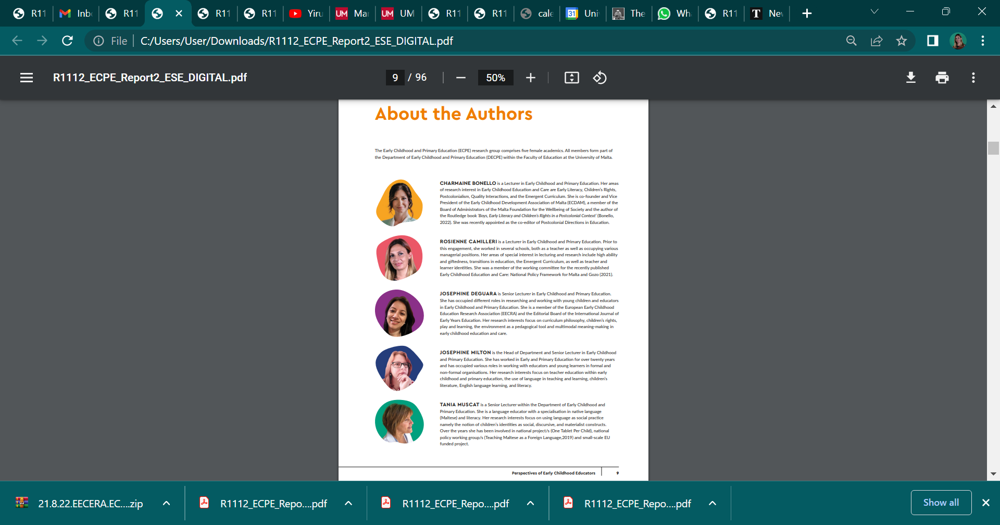 R11
Inb
R11
R11
R11
Yiru
UM
Ma
UM
UM
R11
R11
cale
31
Uni
The
Wh
R11
T
Ne
File
C:/Users/User/Downloads/R1112_ECPE_Report2_ESE_DIGITAL.pdf
R1112_ECPE_Report2_ESE_DIGITAL.pdf
9 / 96
50%
About the Authors
The Early Childhood and Primary Education (ECPE) research group comprises five female academics. All members form part of
the Department of Early Childhood and Primary Education (DECPE) within the Faculty of Education at the University of Malta.
CHARMAINE BONELLO is a Lecturer in Early Childhood and Primary Education. Her areas
of research interest in Early Childhood Education and Care are Early Literacy, Children's Rights,
Postcolonialism, Quality Interactions, and the Emergent Curriculum. She is co-founder and Vice
President of the Early Childhood Development Association of Malta (ECDAM), a member of the
Board of Administrators of the Malta Foundation for the Wellbeing of Society and the author of
the Routledge book 'Boys, Early Literacy and Children's Rights in a Postcolonial Context' (Bonello,
2022). She was recently appointed as the co-editor of Postcolonial Directions in Education.
ROSIENNE CAMILLERI is a Lecturer in Early Childhood and Primary Education. Prior to
this engagement, she worked in several schools, both as a teacher as well as occupying various
managerial positions. Her areas of special interest in lecturing and research include high ability
and giftedness, transitions in education, the Emergent Curriculum, as well as teacher and
learner identities. She was a member of the working committee for the recently published
Early Childhood Education and Care: National Policy Framework for Malta and Gozo (2021).
JOSEPHINE DEGUARA is Senior Lecturer in Early Childhood and Primary Education.
She has occupied different roles in researching and working with young children and educators
in Early Childhood and Primary Education. She is a member of the European Early Childhood
Education Research Association (EECRA) and the Editorial Board of the International Journal of
Early Years Education. Her research interests focus on curriculum philosophy, children's rights,
play and learning, the environment as a pedagogical tool and multimodal meaning-making in
early childhood education and care.
JOSEPHINE MILTON is the Head of Department and Senior Lecturer in Early Childhood
and Primary Education. She has worked in Early and Primary Education for over twenty years
and has occupied various roles in working with educators and young learners in formal and
non-formal organisations. Her research interests focus on teacher education within early
childhood and primary education, the use of language in teaching and learning, children's
literature, English language learning, and literacy.
TANIA MUSCAT is a Senior Lecturer within the Department of Early Childhood and
Primary Education. She is a language educator with a specialisation in native language
(Maltese) and literacy. Her research interests focus on using language as social practice
namely the notion of children's identities as social, discursive, and materialist constructs.
Over the years she has been involved in national project/s (One Tablet Per Child), national
policy working group/s (Teaching Maltese as a Foreign Language,2019) and small-scale EU
funded project.
Perspectives of Early Childhood Educators
9
21.8.22.EECERA.EC....zip
R1112_ECPE_Repo....pdf
R1112_ECPE_Repo....pdf
R1112_ECPE_Repo....pdf
Show all